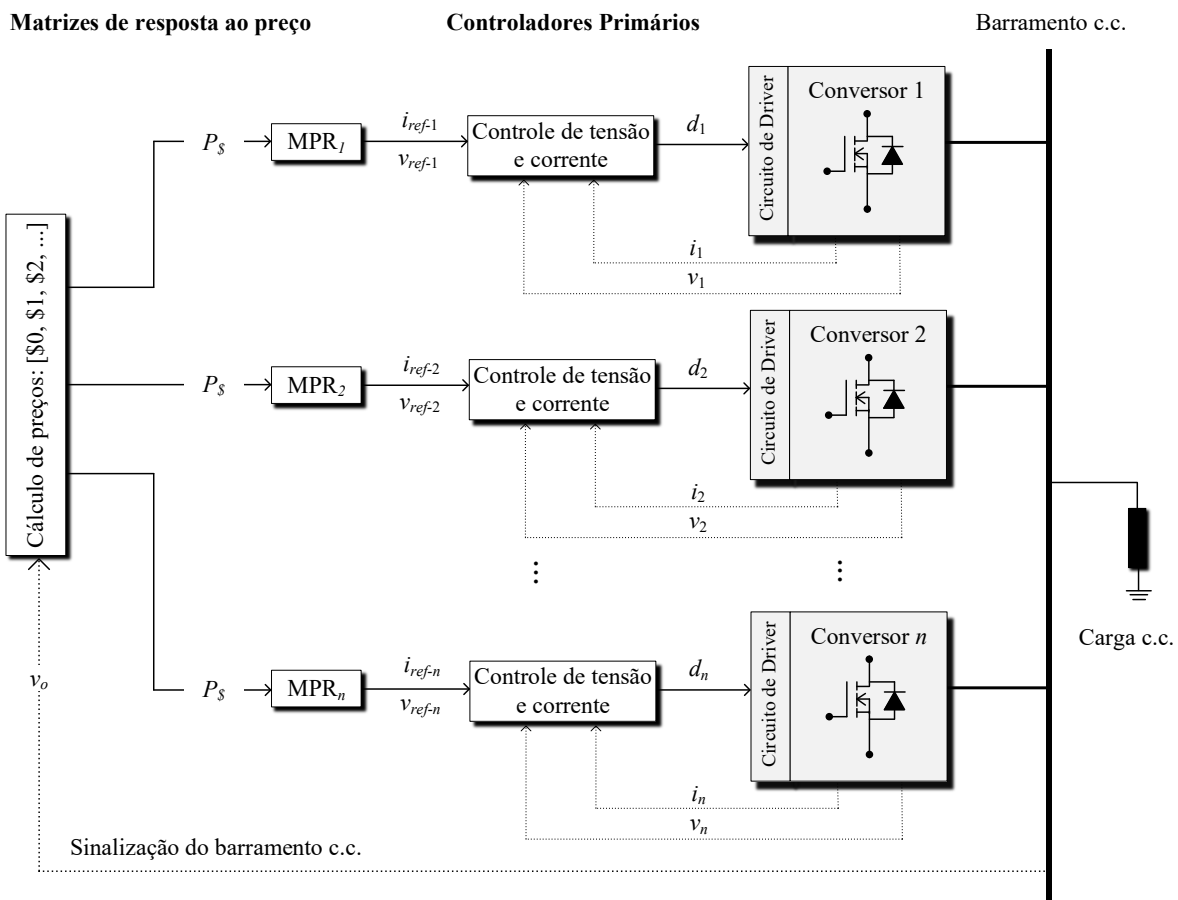 Matrizes de resposta ao preço
Controladores Primários
Barramento c.c.
Cálculo de preços: [$0, $1, $2, ...]
P$
MPR1
iref-1
vref-1
Controle de tensão
e corrente
d1
Circuito de Driver
Conversor 1
i1
v1
P$
MPR2
iref-2
vref-2
Controle de tensão
e corrente
d2
Circuito de Driver
Conversor 2
i2
v2
⋮
⋮
P$
MPRn
iref-n
vref-n
Controle de tensão
e corrente
dn
Circuito de Driver
Conversor n
in
vn
Carga c.c.
vo
Sinalização do barramento c.c.